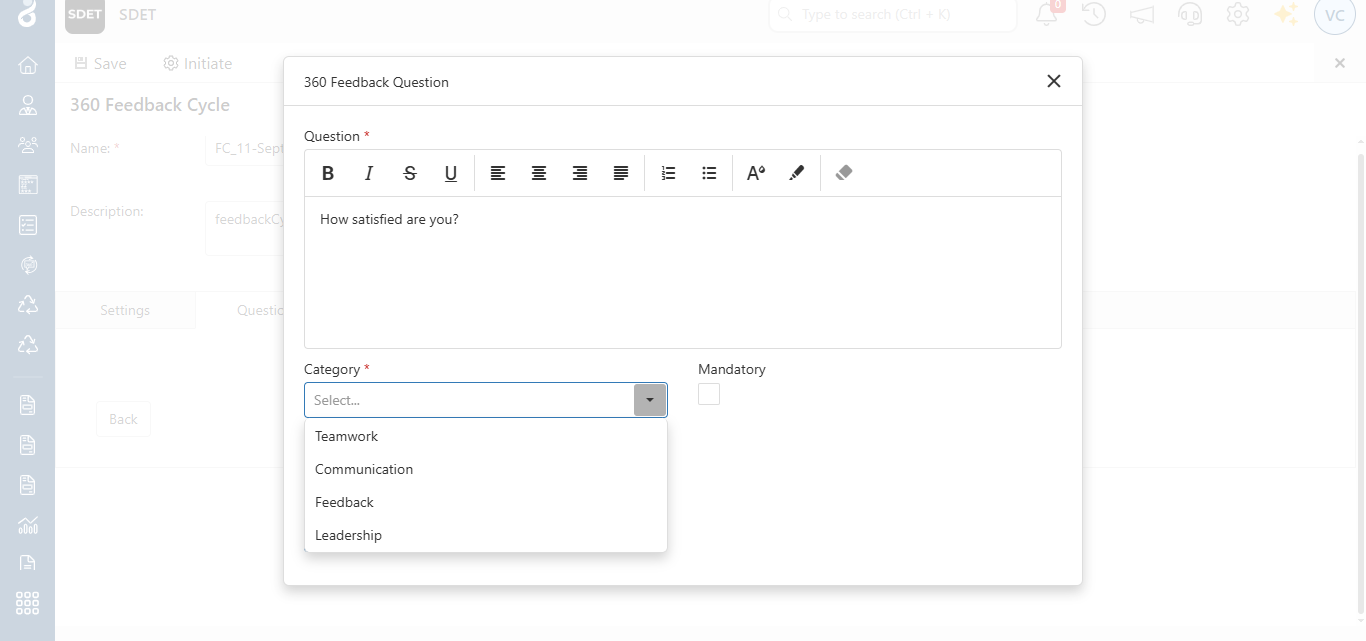 SDET SDET Type to search (Ctrl + K) 0 VC
Save Initiate
360 Feedback Question
360 Feedback Cycle
Question *
Name: * FC_11-Sept
B I S U A
Description: feedbackCy
How satisfied are you?
Settings Questio
Category * Mandatory
Select...
Back
Teamwork
Communication
Feedback
Leadership